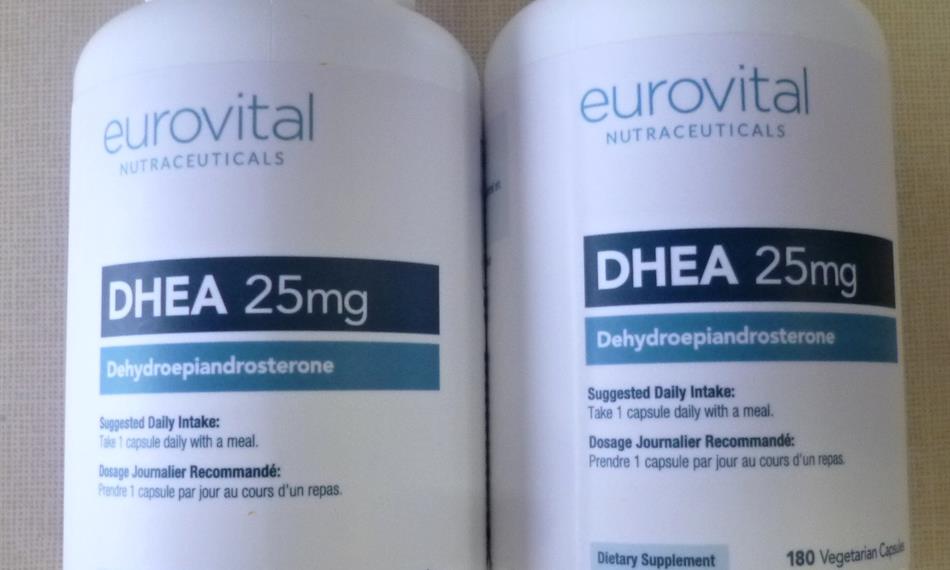 eurovital
NUTRACEUTICALS
DHEA 25mg
Dehydroepiandrosterone
Suggested Daily Intake:
Take 1 capsule daily with a meal.
Dosage Journalier Recommandé:
Prendre 1 capsule par jour au cours d'un repas.
eurovital
NUTRACEUTICALS
DHEA 25mg
Dehydroepiandrosterone
Suggested Daily Intake:
Take 1 capsule daily with a meal.
Dosage Journalier Recommandé:
Prendre 1 capsule par jour au cours d'un repas.
Dietary Supplement
180 Vegetarian Capsules